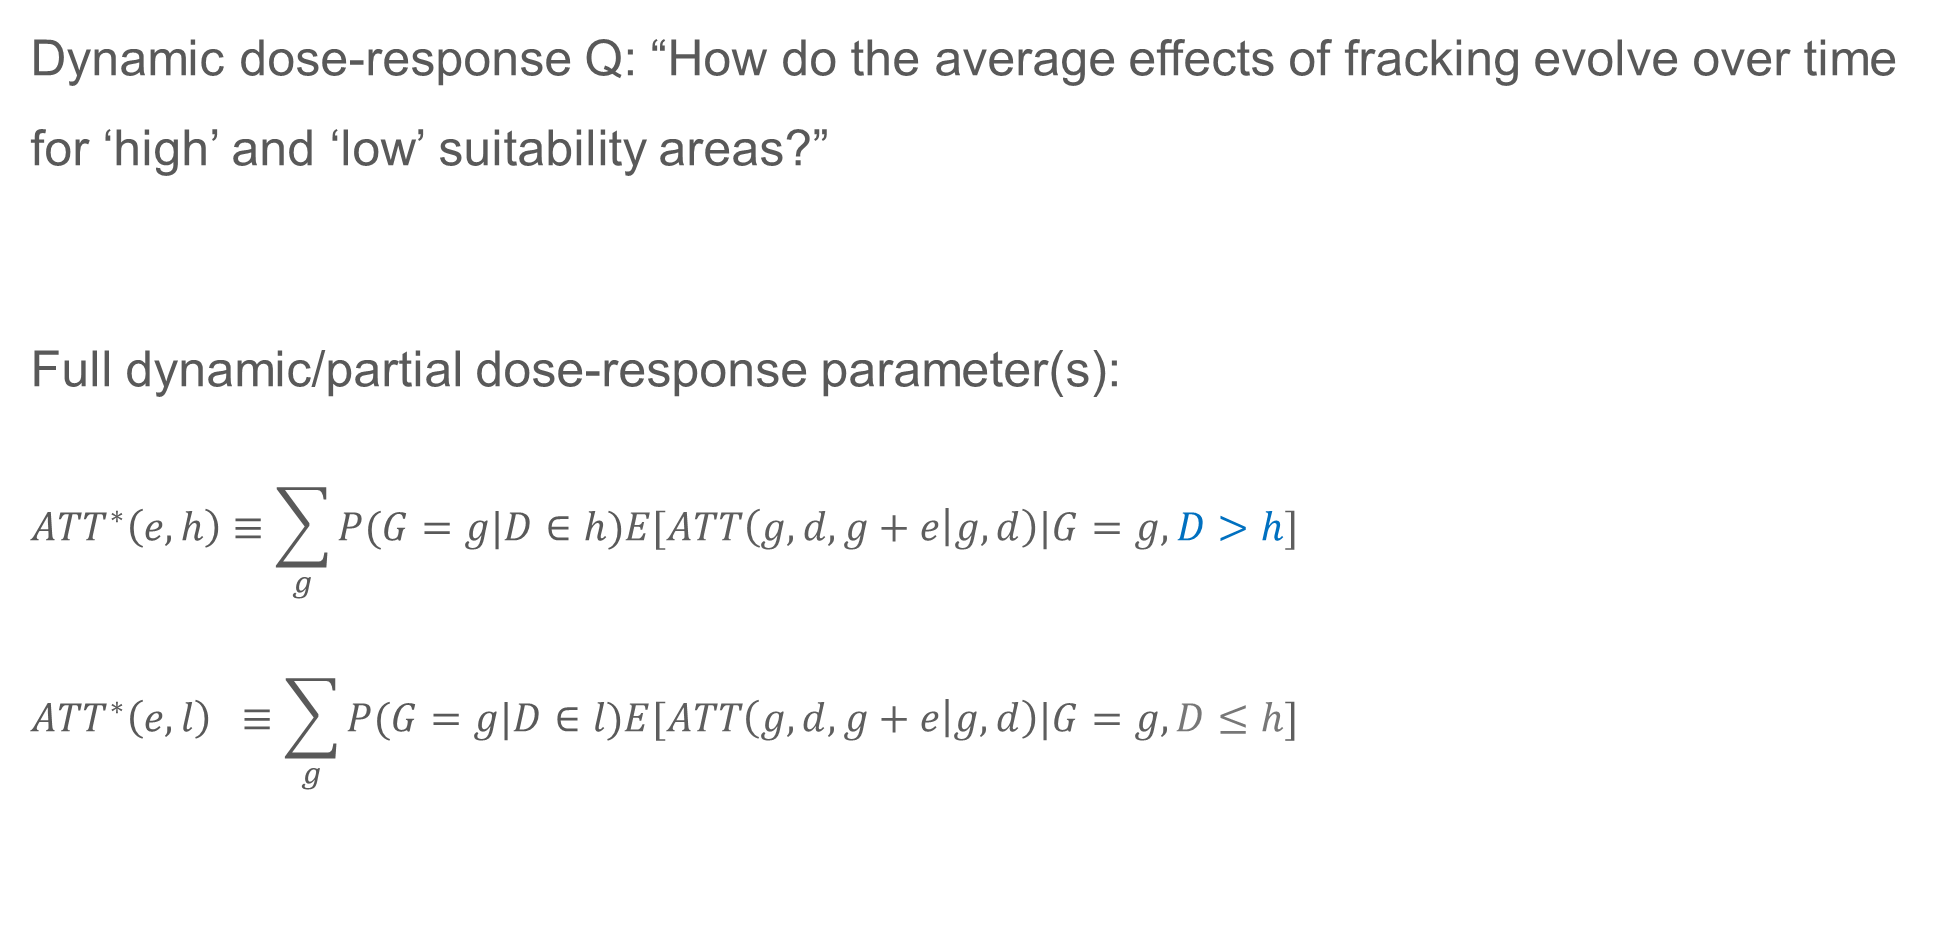 Dynamic dose-response Q: “How do the average effects of fracking evolve over time
for ‘high’ and ‘low’ suitability areas?”
Full dynamic/partial dose-response parameter(s):
ATT*(e, h) ≡ ∑_g P(G = g|D ∈ h)E[ATT(g, d, g + e|g, d)|G = g, D > h]
ATT*(e, l) ≡ ∑_g P(G = g|D ∈ l)E[ATT(g, d, g + e|g, d)|G = g, D ≤ h]